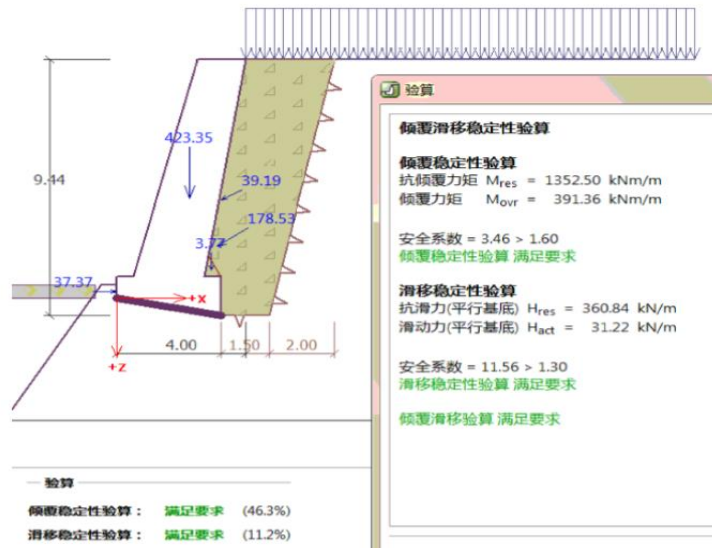 423.35
9.44
39.19
178.53
3.77
37.37
+x
4.00
1.50
2.00
+z
验算
倾覆稳定性验算: 满足要求 (46.3%)
滑移稳定性验算: 满足要求 (11.2%)
验算
倾覆滑移稳定性验算
倾覆稳定性验算
抗倾覆力矩 Mres = 1352.50 kNm/m
倾覆力矩 Movr = 391.36 kNm/m
安全系数 = 3.46 > 1.60
倾覆稳定性验算 满足要求
滑移稳定性验算
抗滑力(平行基底) Hres = 360.84 kN/m
滑动力(平行基底) Hact = 31.22 kN/m
安全系数 = 11.56 > 1.30
滑移稳定性验算 满足要求
倾覆滑移验算 满足要求